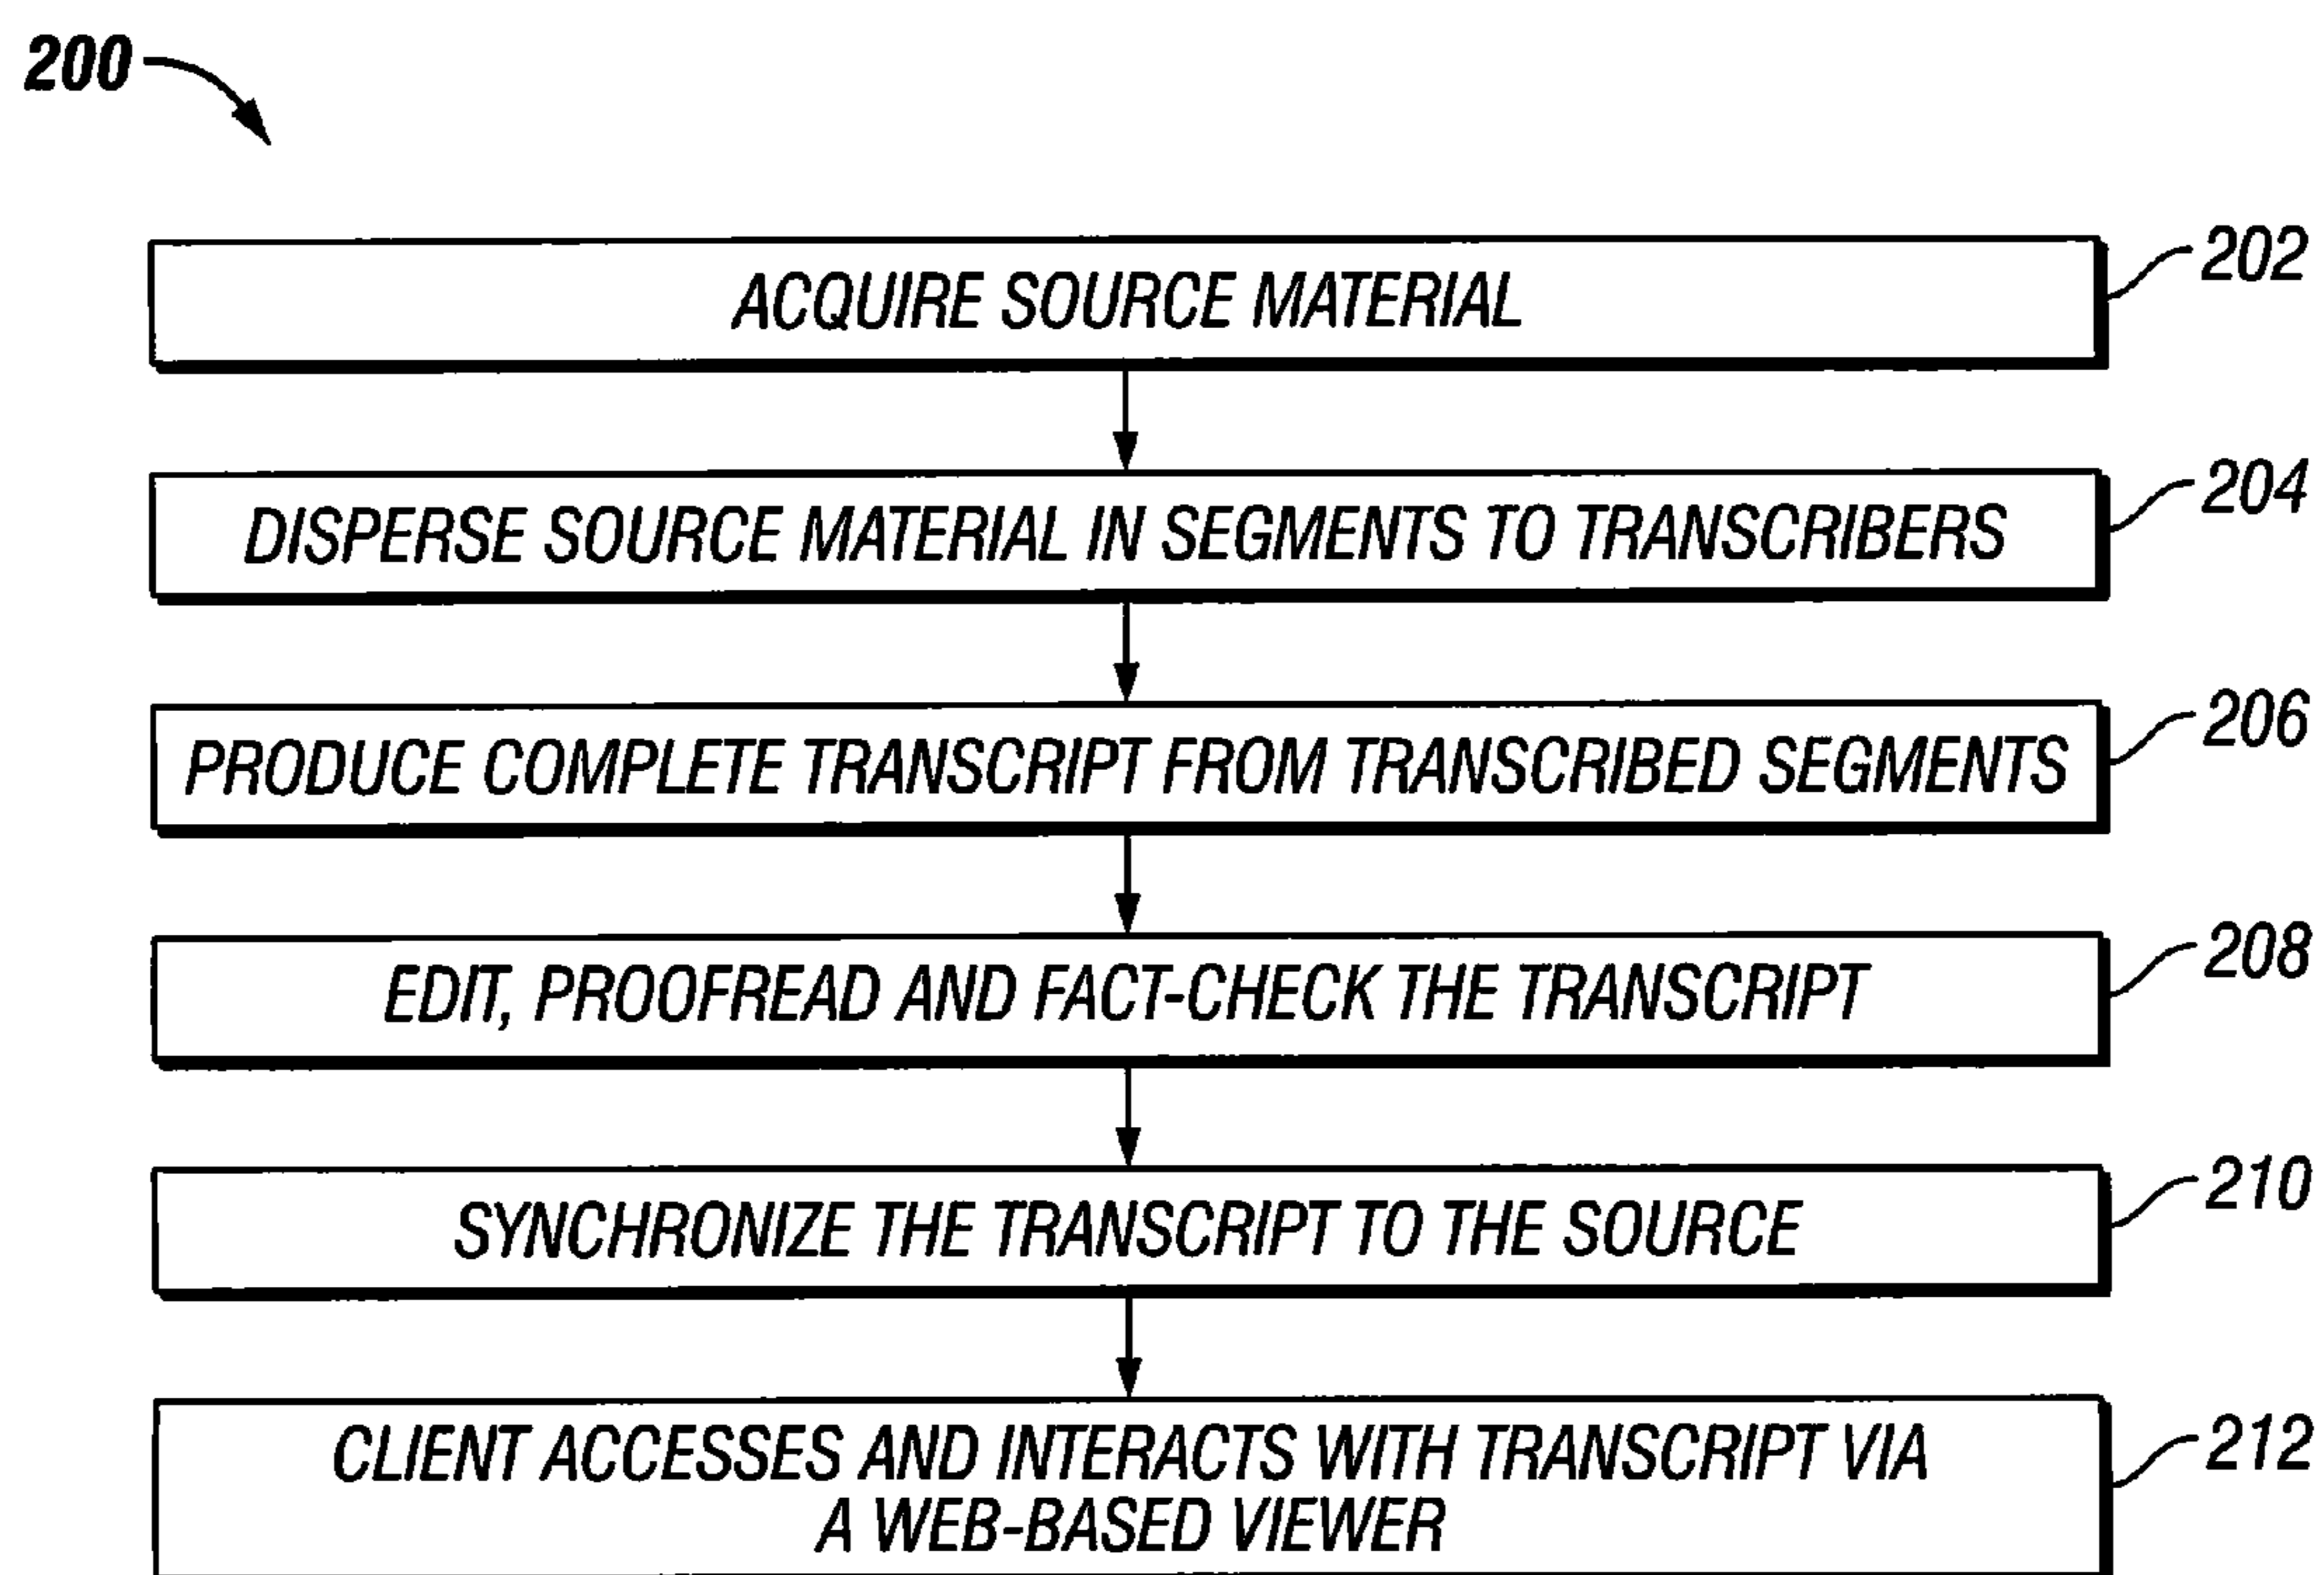 200
ACQUIRE SOURCE MATERIAL
202
DISPERSE SOURCE MATERIAL IN SEGMENTS TO TRANSCRIBERS
204
PRODUCE COMPLETE TRANSCRIPT FROM TRANSCRIBED SEGMENTS
206
EDIT, PROOFREAD AND FACT-CHECK THE TRANSCRIPT
208
SYNCHRONIZE THE TRANSCRIPT TO THE SOURCE
210
CLIENT ACCESSES AND INTERACTS WITH TRANSCRIPT VIA
A WEB-BASED VIEWER
212